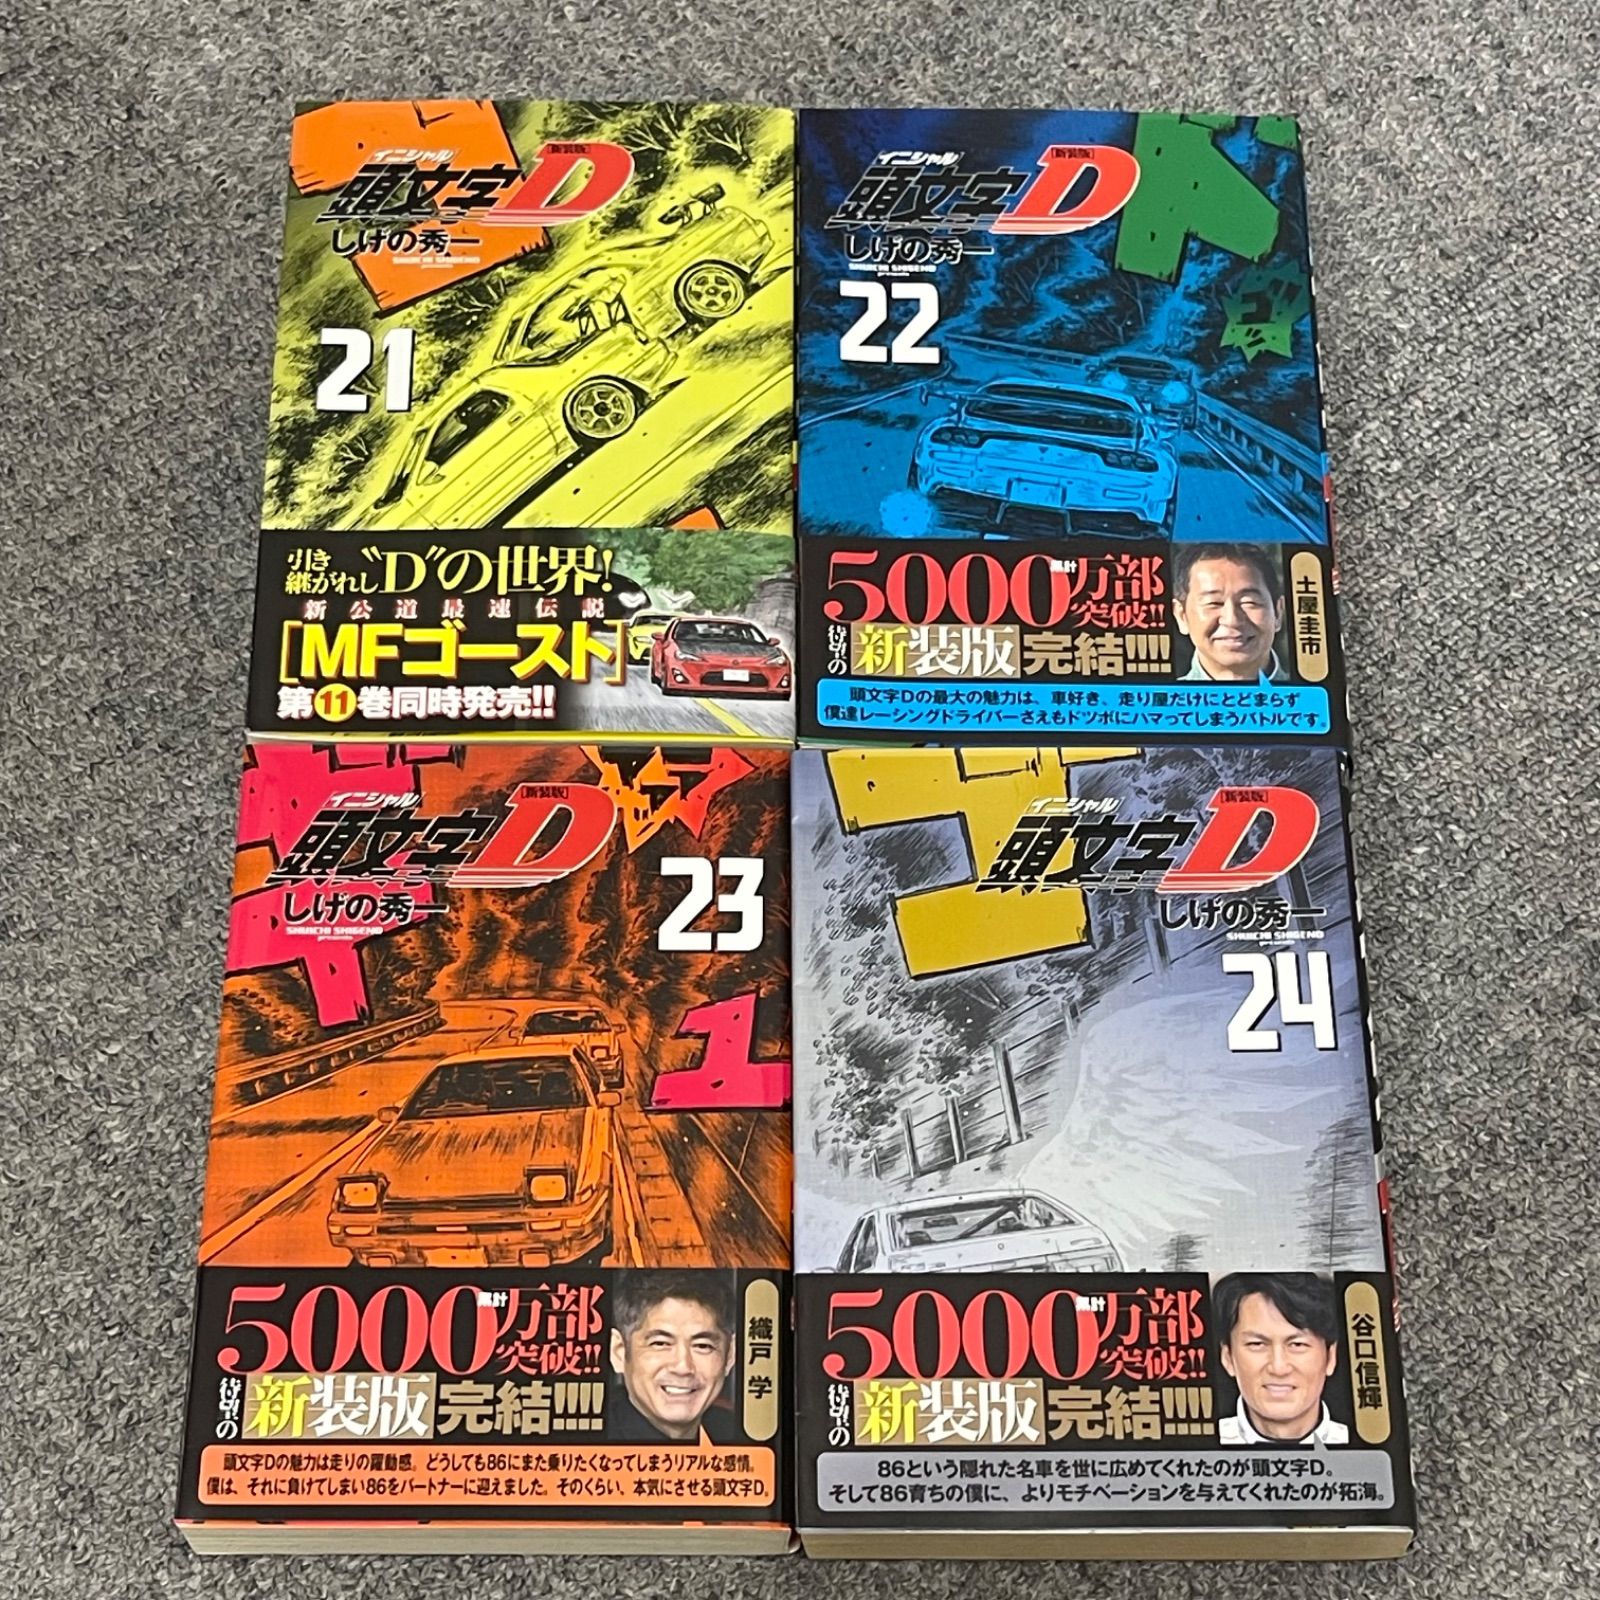 イニシャル
頭文字D
[新装版]
しげの秀一
SHUICHI SHIGENO
presents
21
引き継がれし“D”の世界!
新公道最速伝説
[MFゴースト]
第11巻同時発売!!
イニシャル
頭文字D
[新装版]
しげの秀一
SHUICHI SHIGENO
presents
22
ド
ゴッ
累計
5000万部
突破!!
待望の
新装版完結!!!!
土屋圭市
頭文字Dの最大の魅力は、車好き、走り屋だけにとどまらず
僕達レーシングドライバーさえもドツボにハマってしまうバトルです。
[イニシャル]
頭文字D
[新装版]
しげの秀一
SHUICHI SHIGENO
presents
23
累計
5000万部
突破!!
待望の
新装版完結!!!!
織戸 学
頭文字Dの魅力は走りの躍動感。どうしても86にまた乗りたくなってしまうリアルな感情。
僕は、それに負けてしまい86をパートナーに迎えました。そのくらい、本気にさせる頭文字D。
[イニシャル]
頭文字D
[新装版]
しげの秀一
SHUICHI SHIGENO
presents
24
累計
5000万部
突破!!
待望の
新装版完結!!!!
谷口信輝
86という隠れた名車を世に広めてくれたのが頭文字D。
そして86育ちの僕に、よりモチベーションを与えてくれたのが拓海。